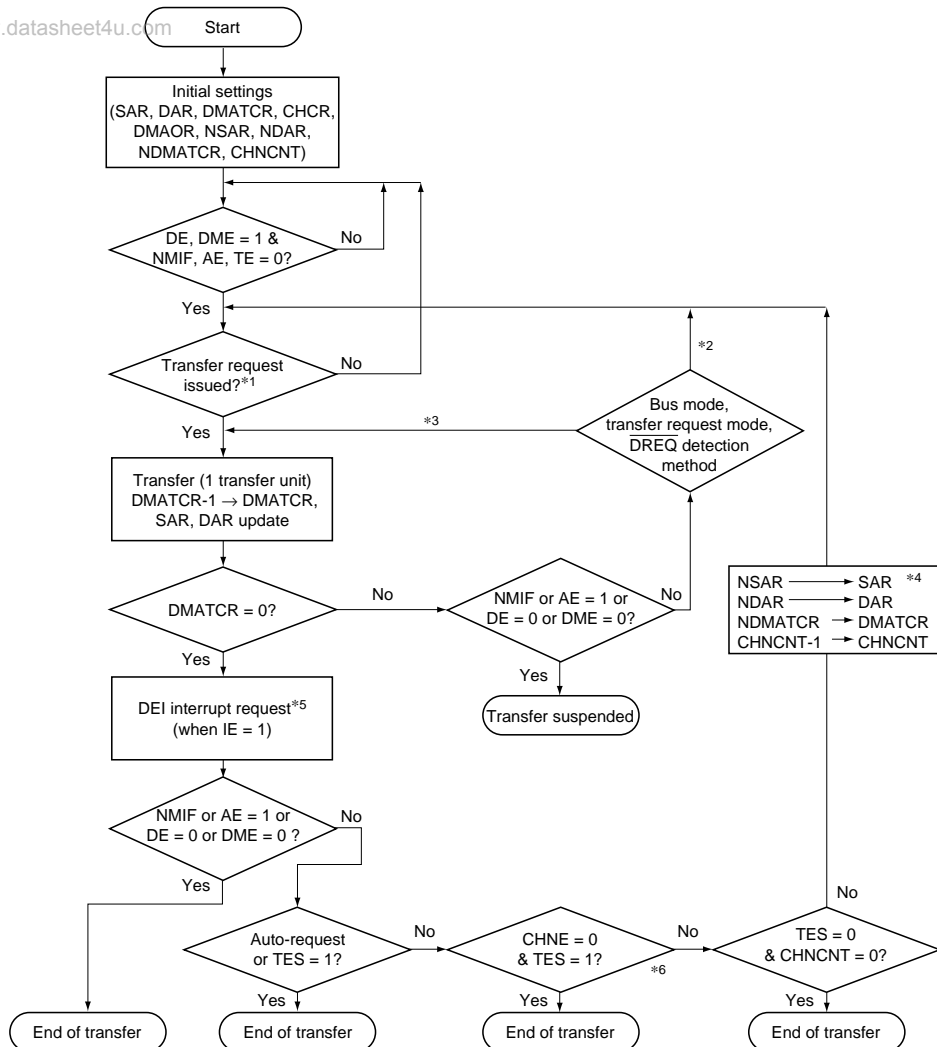 .datasheet4u.com
Start
Initial settings
(SAR, DAR, DMATCR, CHCR,
DMAOR, NSAR, NDAR,
NDMATCR, CHNCNT)
DE, DME = 1 &
NMIF, AE, TE = 0?
No
Yes
Transfer request
issued?*1
No
Yes
*2
Bus mode,
transfer request mode,
DREQ detection
method
*3
Transfer (1 transfer unit)
DMATCR-1 → DMATCR,
SAR, DAR update
DMATCR = 0?
No
Yes
NMIF or AE = 1 or
DE = 0 or DME = 0?
No
Yes
Transfer suspended
NSAR → SAR *4
NDAR → DAR
NDMATCR → DMATCR
CHNCNT-1 → CHNCNT
DEI interrupt request*5
(when IE = 1)
NMIF or AE = 1 or
DE = 0 or DME = 0 ?
No
Yes
Auto-request
or TES = 1?
No
Yes
CHNE = 0
& TES = 1?
No
*6
Yes
TES = 0
& CHNCNT = 0?
No
Yes
End of transfer
End of transfer
End of transfer
End of transfer